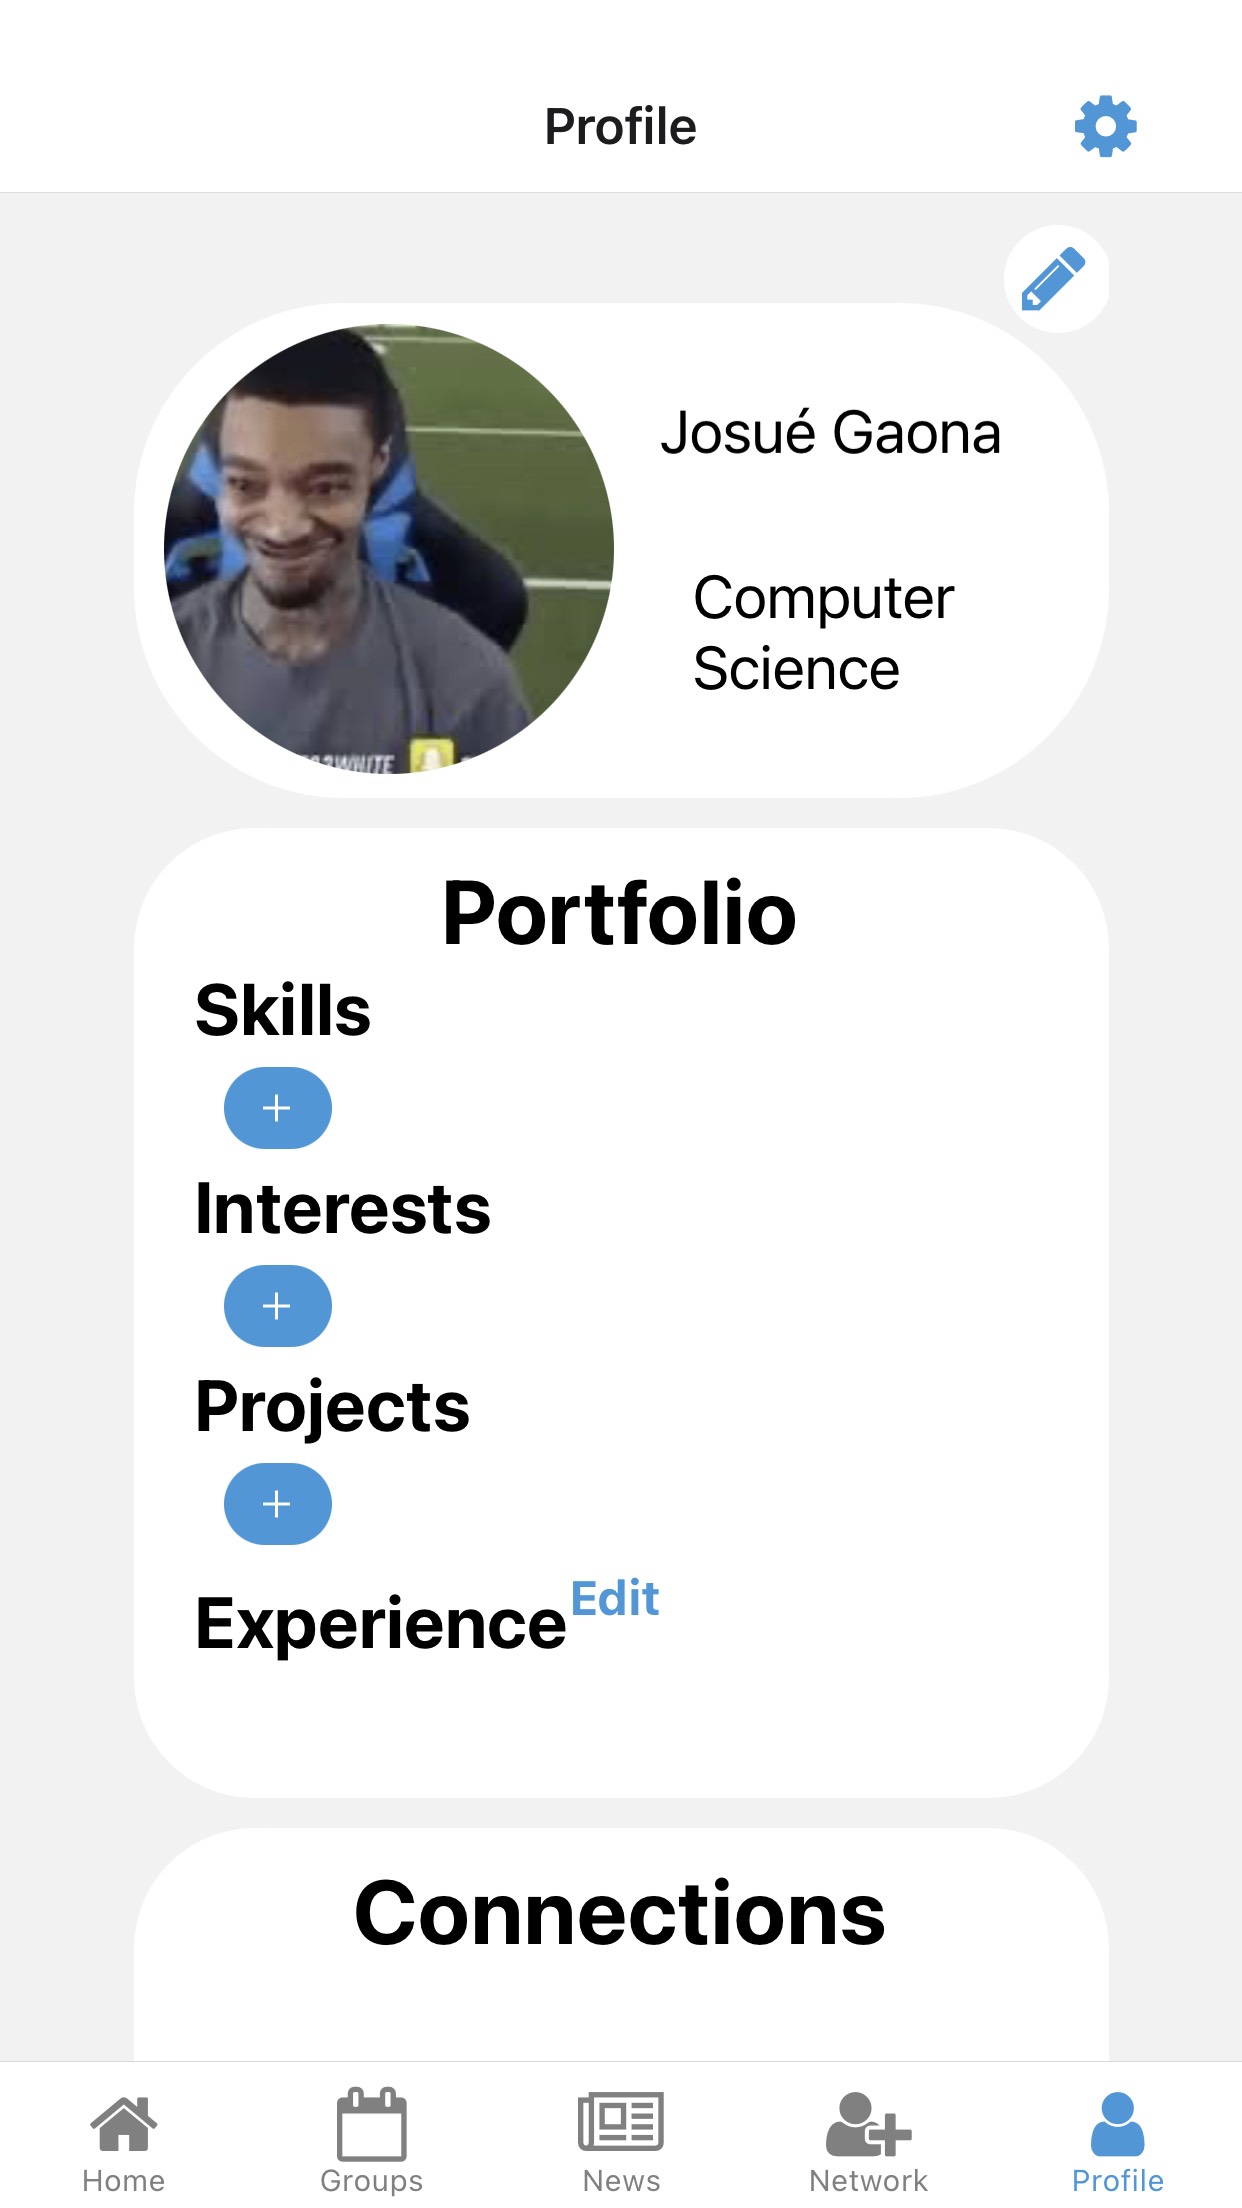 Profile
Josué Gaona
Computer
Science
Portfolio
Skills
+
Interests
+
Projects
+
Experience Edit
Connections
Home Groups News Network Profile